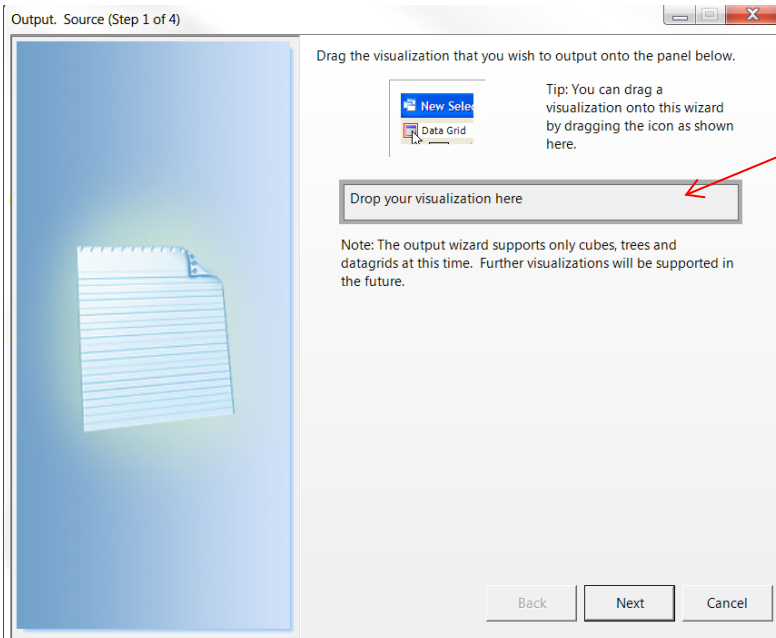 Output. Source (Step 1 of 4)
Drag the visualization that you wish to output onto the panel below.
New Selec
Data Grid
Tip: You can drag a
visualization onto this wizard
by dragging the icon as shown
here.
Drop your visualization here
Note: The output wizard supports only cubes, trees and
datagrids at this time. Further visualizations will be supported in
the future.
Back
Next
Cancel